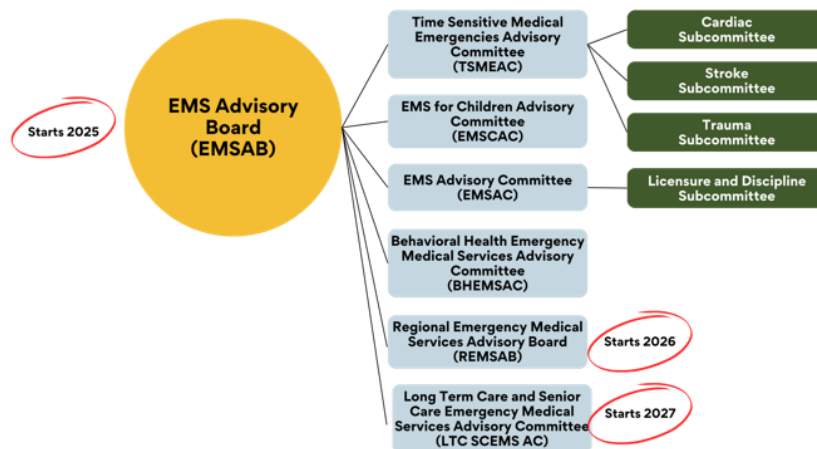 Starts 2025
EMS Advisory
Board
(EMSAB)
Time Sensitive Medical
Emergencies Advisory
Committee
(TSMEAC)
Cardiac
Subcommittee
Stroke
Subcommittee
Trauma
Subcommittee
EMS for Children Advisory
Committee
(EMSCAC)
EMS Advisory Committee
(EMSAC)
Licensure and Discipline
Subcommittee
Behavioral Health Emergency
Medical Services Advisory
Committee
(BHEMSAC)
Regional Emergency Medical
Services Advisory Board
(REMSAB)
Starts 2026
Long Term Care and Senior
Care Emergency Medical
Services Advisory Committee
(LTC SCEMS AC)
Starts 2027